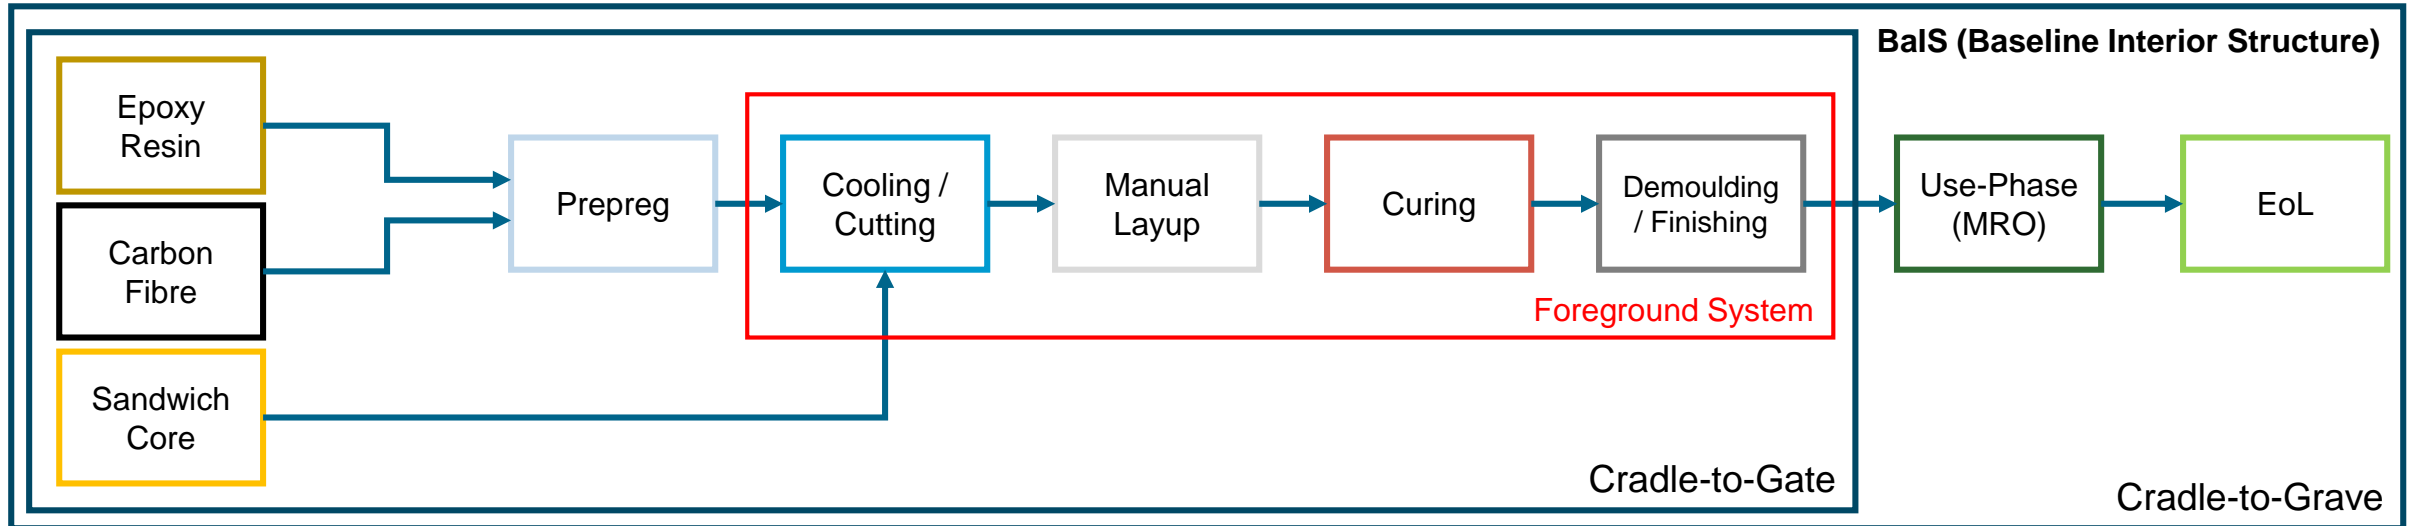 BaIS (Baseline Interior Structure)
Epoxy
Resin
Carbon
Fibre
Sandwich
Core
Prepreg
Cooling /
Cutting
Manual
Layup
Curing
Demoulding
/ Finishing
Foreground System
Use-Phase
(MRO)
EoL
Cradle-to-Gate
Cradle-to-Grave